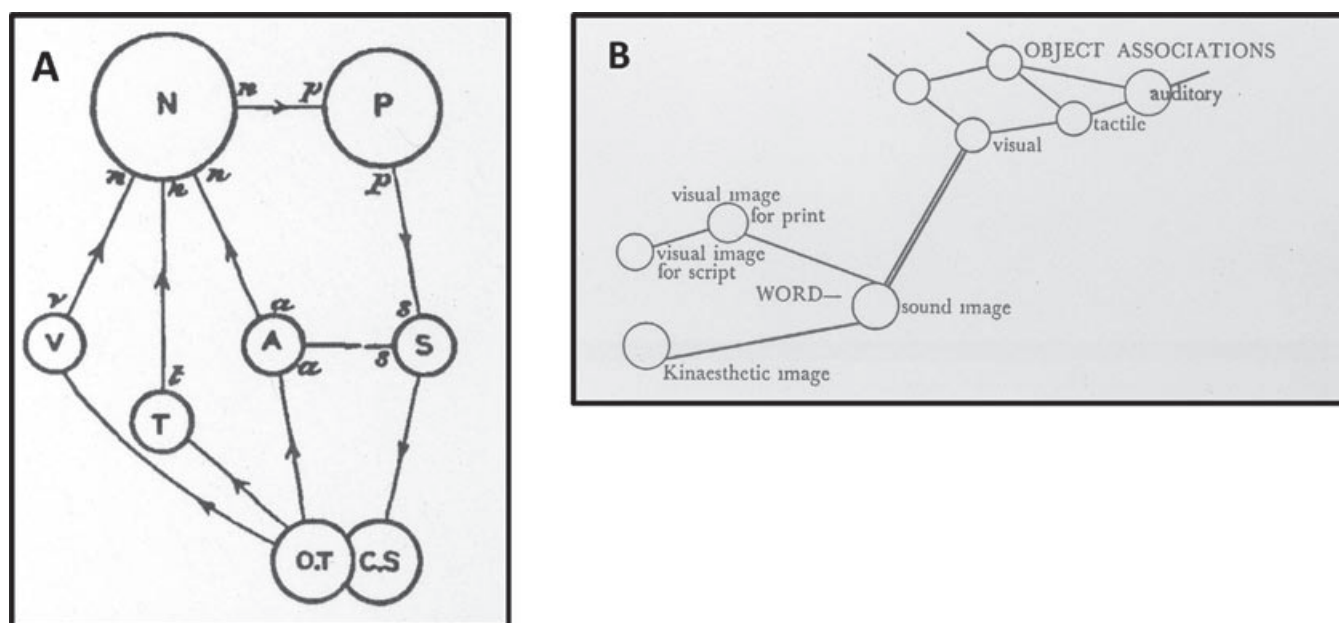 A
N
n
p
P
n
n
n
p
v
V
t
T
a
A
a
s
s
S
O.T
C.S
B
OBJECT ASSOCIATIONS
auditory
tactile
visual
visual image
for print
visual image
for script
WORD—
sound image
Kinaesthetic image